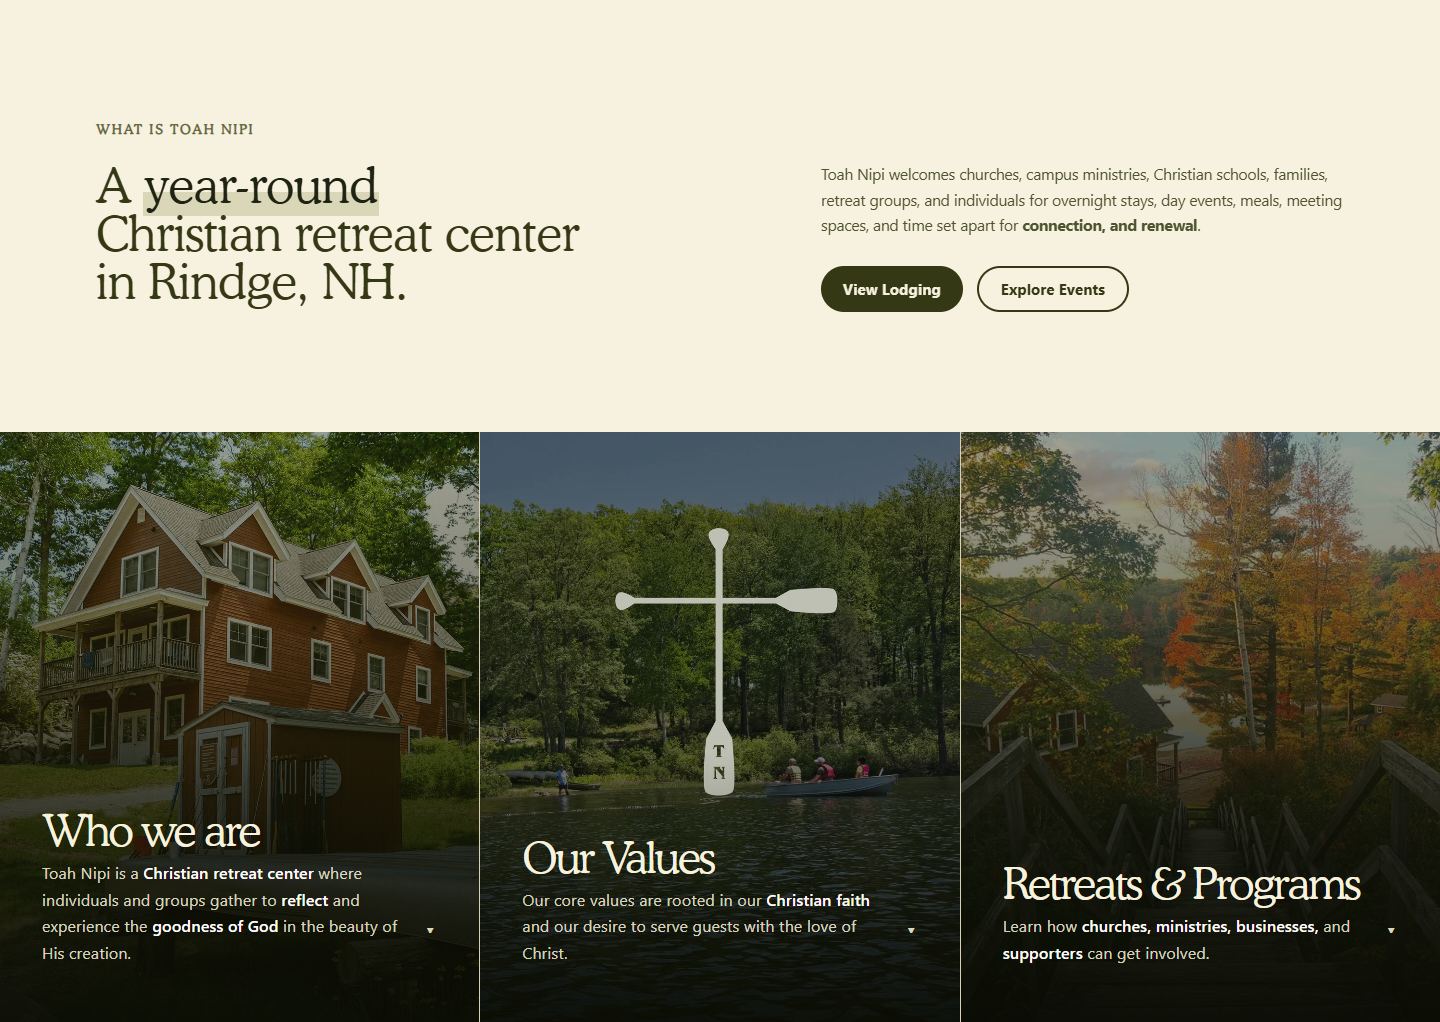 WHAT IS TOAH NIPI
A year-round
Christian retreat center
in Rindge, NH.
Toah Nipi welcomes churches, campus ministries, Christian schools, families,
retreat groups, and individuals for overnight stays, day events, meals, meeting
spaces, and time set apart for connection, and renewal.
View Lodging
Explore Events
Who we are
Toah Nipi is a Christian retreat center where
individuals and groups gather to reflect and
experience the goodness of God in the beauty of
His creation.
T
N
Our Values
Our core values are rooted in our Christian faith
and our desire to serve guests with the love of
Christ.
Retreats & Programs
Learn how churches, ministries, businesses, and
supporters can get involved.